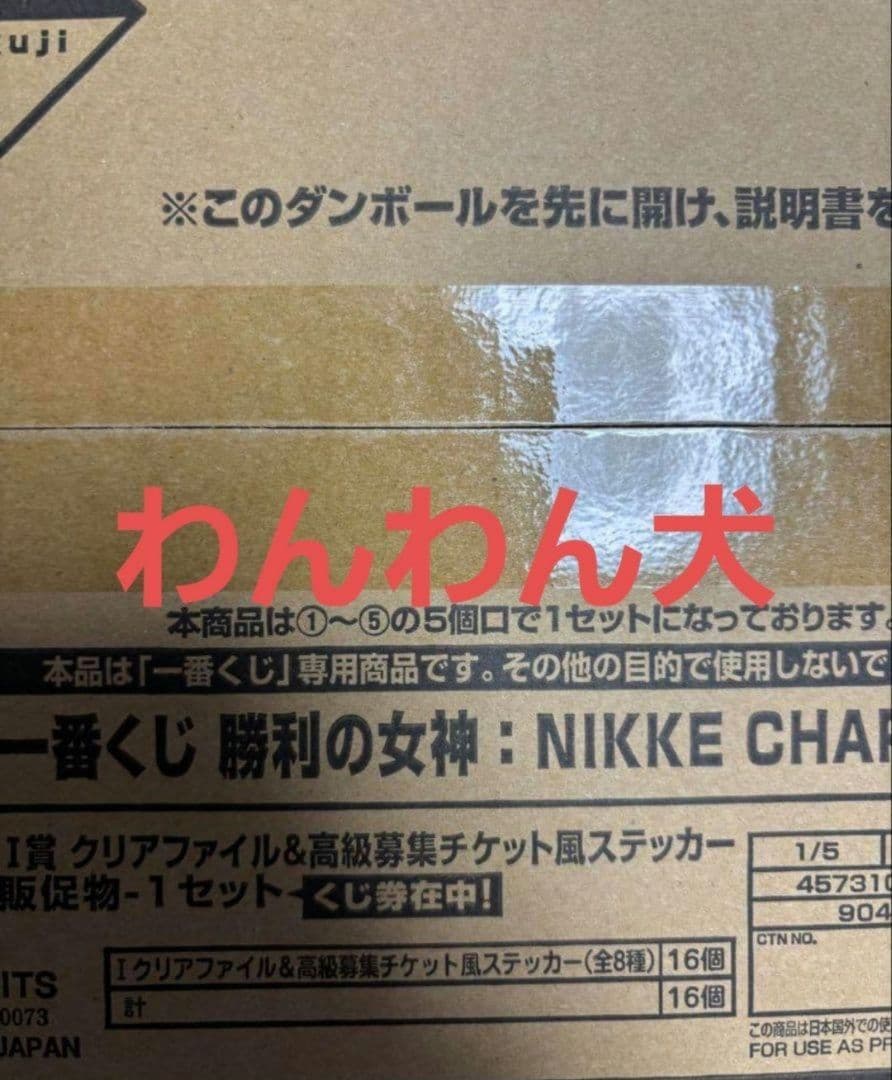 uji
※このダンボールを先に開け、説明書を
わんわん犬
本商品は①～⑤の5個口で1セットになっております。
本品は「一番くじ」専用商品です。その他の目的で使用しないで
一番くじ 勝利の女神：NIKKE CHAP
I賞 クリアファイル&高級募集チケット風ステッカー
販促物-1セット くじ券在中!
1/5
457310
904
CTN NO.
I クリアファイル&高級募集チケット風ステッカー(全8種) 16個
計 16個
ITS
0073
JAPAN
この商品は日本国外での使
FOR USE AS PR